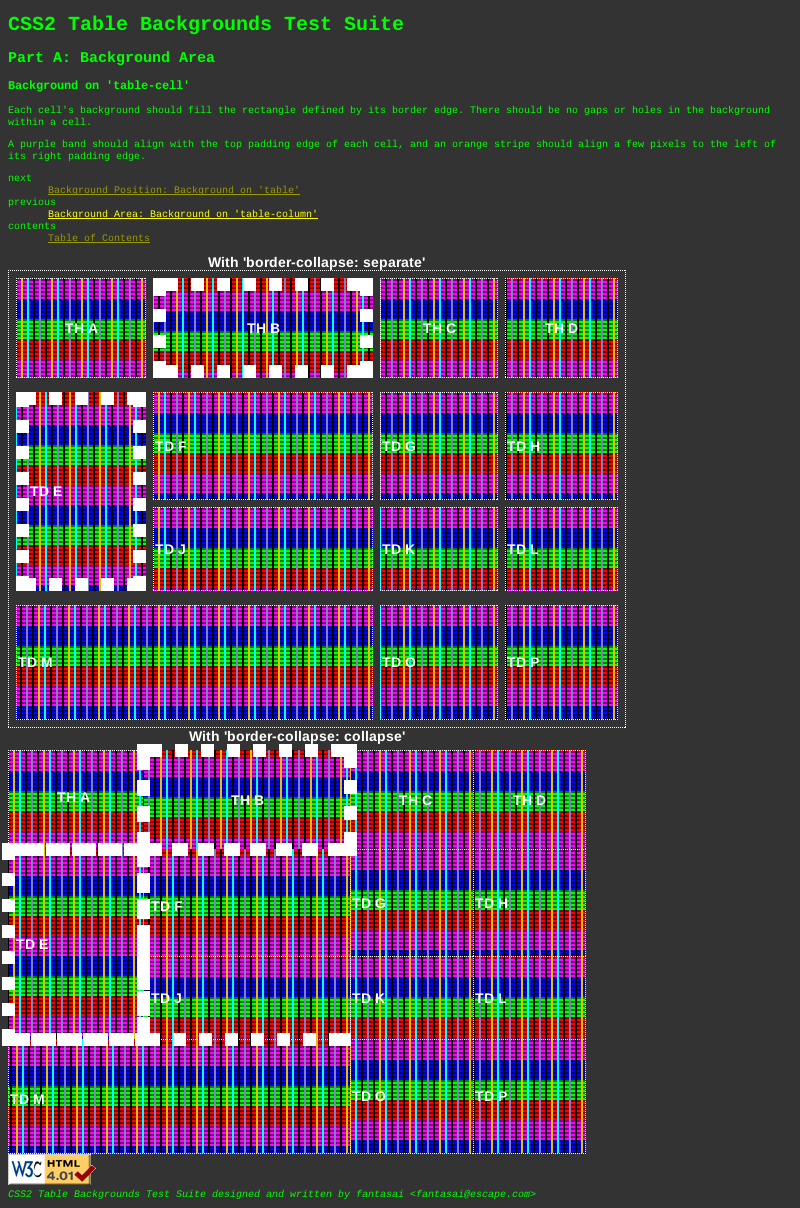 CSS2 Table Backgrounds Test Suite
Part A: Background Area
Background on 'table-cell'
Each cell's background should fill the rectangle defined by its border edge. There should be no gaps or holes in the background
within a cell.
A purple band should align with the top padding edge of each cell, and an orange stripe should align a few pixels to the left of
its right padding edge.
next
Background Position: Background on 'table'
previous
Background Area: Background on 'table-column'
contents
Table of Contents
With 'border-collapse: separate'
TH A TH B TH C TH D
TD F TD G TD H
TD E
TD J TD K TD L
TD M TD O TD P
With 'border-collapse: collapse'
TH A TH B TH C TH D
TD F TD G TD H
TD E
TD J TD K TD L
TD M TD O TD P
W3C HTML 4.01
CSS2 Table Backgrounds Test Suite designed and written by fantasai <fantasai@escape.com>